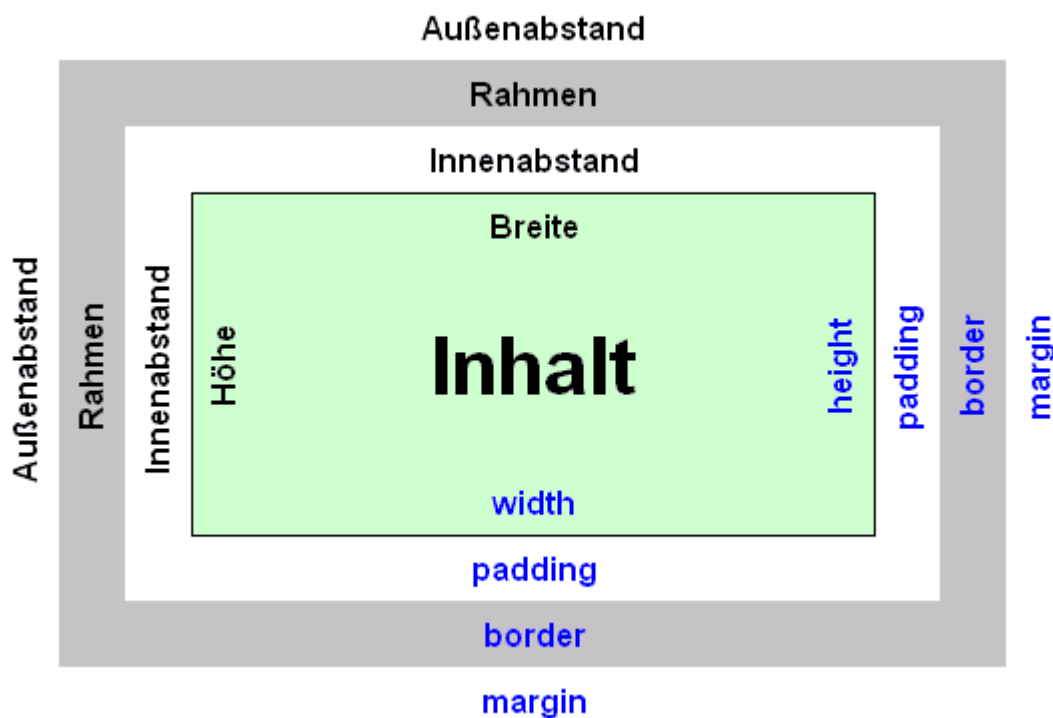 Außenabstand
Rahmen
Innenabstand
Breite
Außenabstand
Rahmen
Innenabstand
Höhe
Inhalt
height
padding
border
margin
width
padding
border
margin